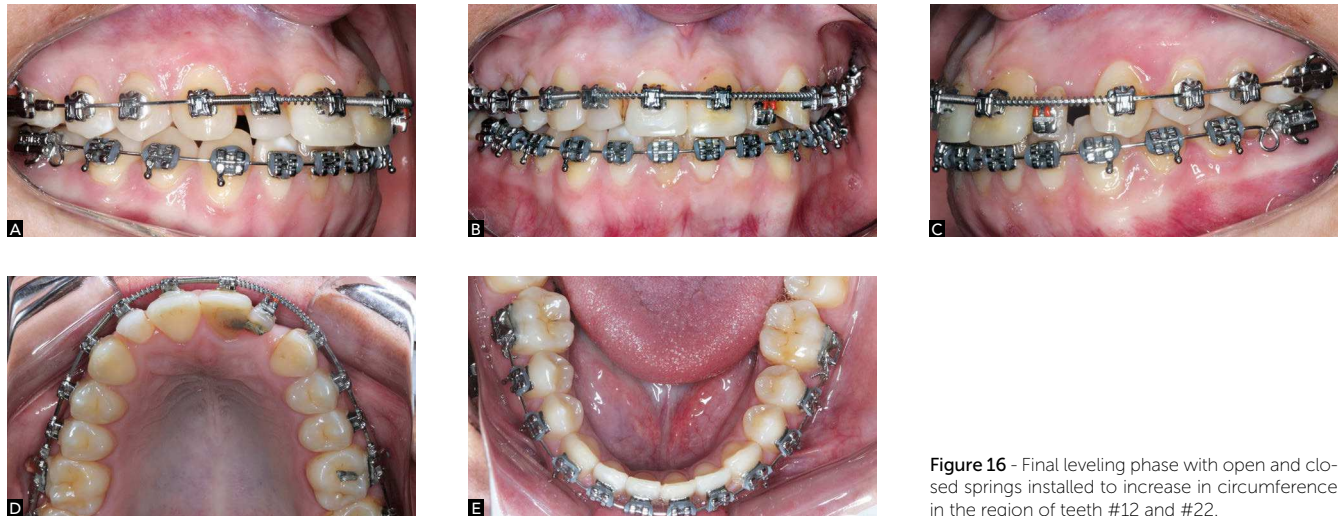 A
B
C
D
E
Figure 16 - Final leveling phase with open and clo-
sed springs installed to increase in circumference
in the region of teeth #12 and #22.